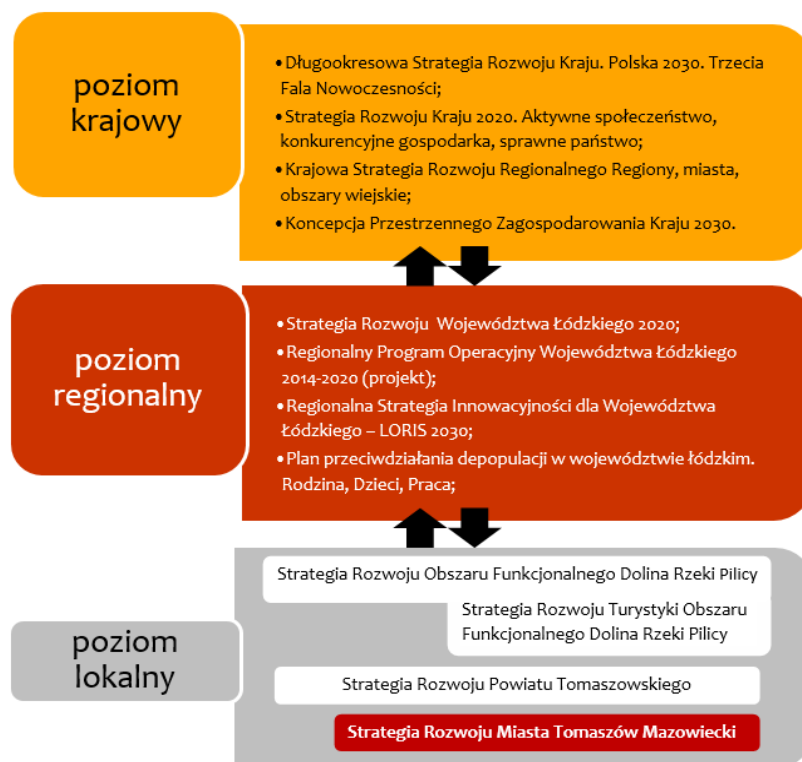 poziom
krajowy
•Długookresowa Strategia Rozwoju Kraju. Polska 2030. Trzecia
Fala Nowoczesności;
•Strategia Rozwoju Kraju 2020. Aktywne społeczeństwo,
konkurencyjne gospodarka, sprawne państwo;
•Krajowa Strategia Rozwoju Regionalnego Regiony, miasta,
obszary wiejskie;
•Koncepcja Przestrzennego Zagospodarowania Kraju 2030.
poziom
regionalny
•Strategia Rozwoju Województwa Łódzkiego 2020;
•Regionalny Program Operacyjny Województwa Łódzkiego
2014-2020 (projekt);
•Regionalna Strategia Innowacyjności dla Województwa
Łódzkiego – LORIS 2030;
•Plan przeciwdziałania depopulacji w województwie łódzkim.
Rodzina, Dzieci, Praca;
poziom
lokalny
Strategia Rozwoju Obszaru Funkcjonalnego Dolina Rzeki Pilicy
Strategia Rozwoju Turystyki Obszaru
Funkcjonalnego Dolina Rzeki Pilicy
Strategia Rozwoju Powiatu Tomaszowskiego
Strategia Rozwoju Miasta Tomaszów Mazowiecki